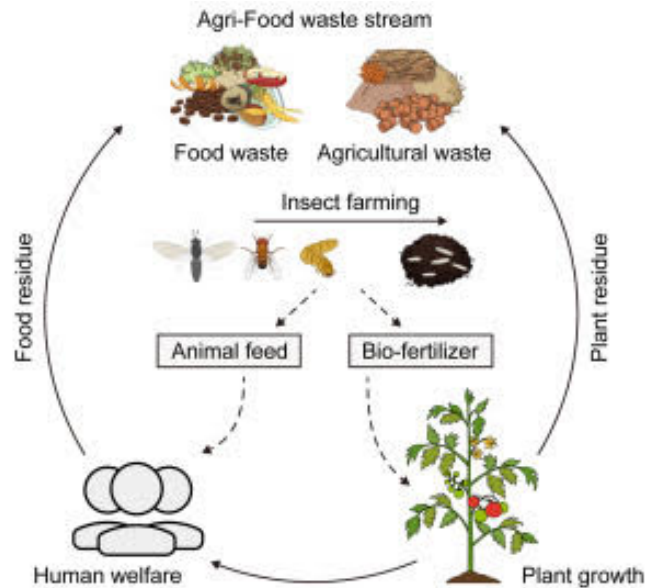 Agri-Food waste stream
Food waste
Agricultural waste
Insect farming
Food residue
Plant residue
Animal feed
Bio-fertilizer
Human welfare
Plant growth